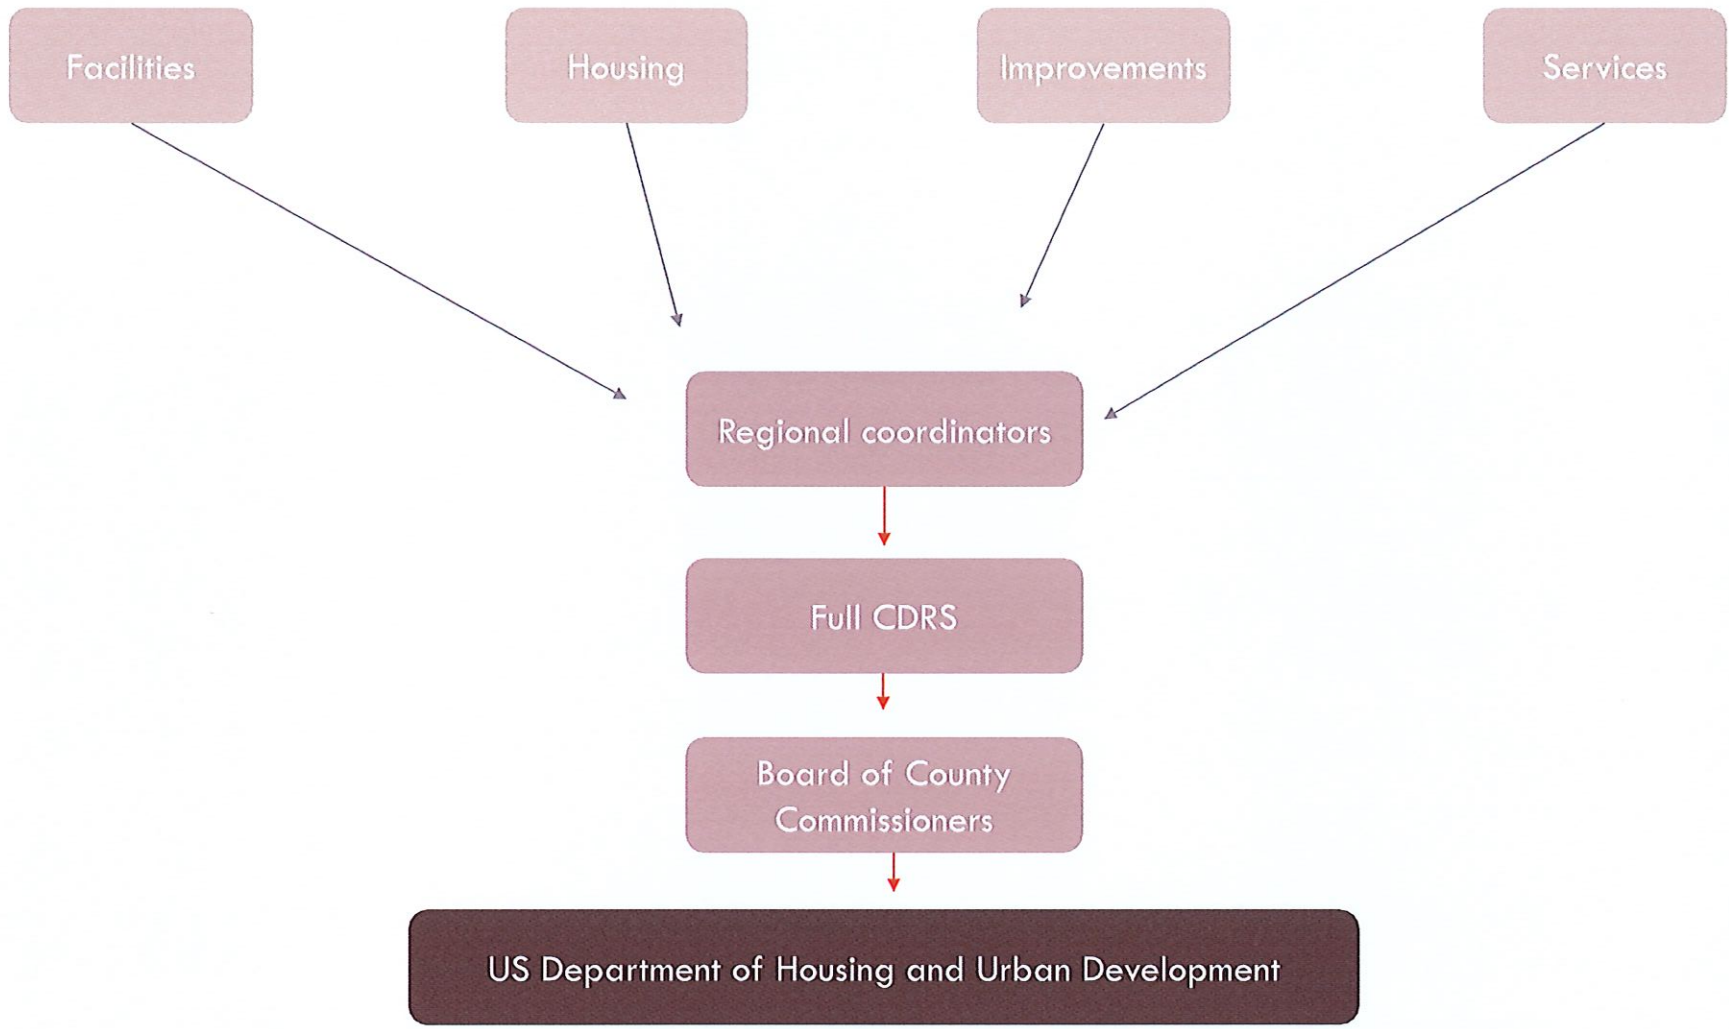 Facilities
Housing
Improvements
Services
Regional coordinators
Full CDRS
Board of County
Commissioners
US Department of Housing and Urban Development